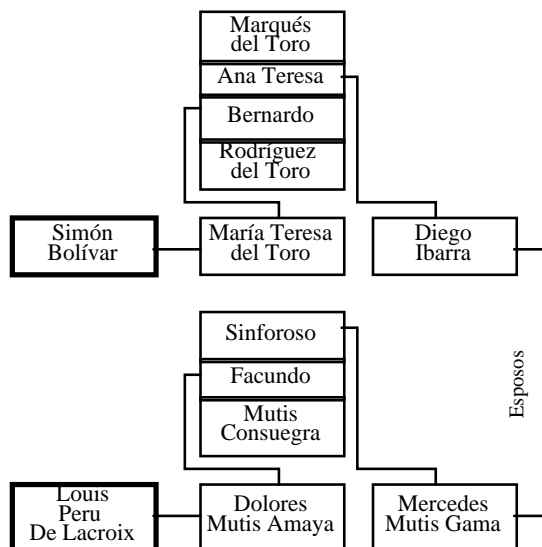 Marqués
del Toro
Ana Teresa
Bernardo
Rodríguez
del Toro
Simón
Bolívar
María Teresa
del Toro
Diego
Ibarra
Sinforoso
Facundo
Mutis
Consuegra
Esposos
Louis
Peru
De Lacroix
Dolores
Mutis Amaya
Mercedes
Mutis Gama